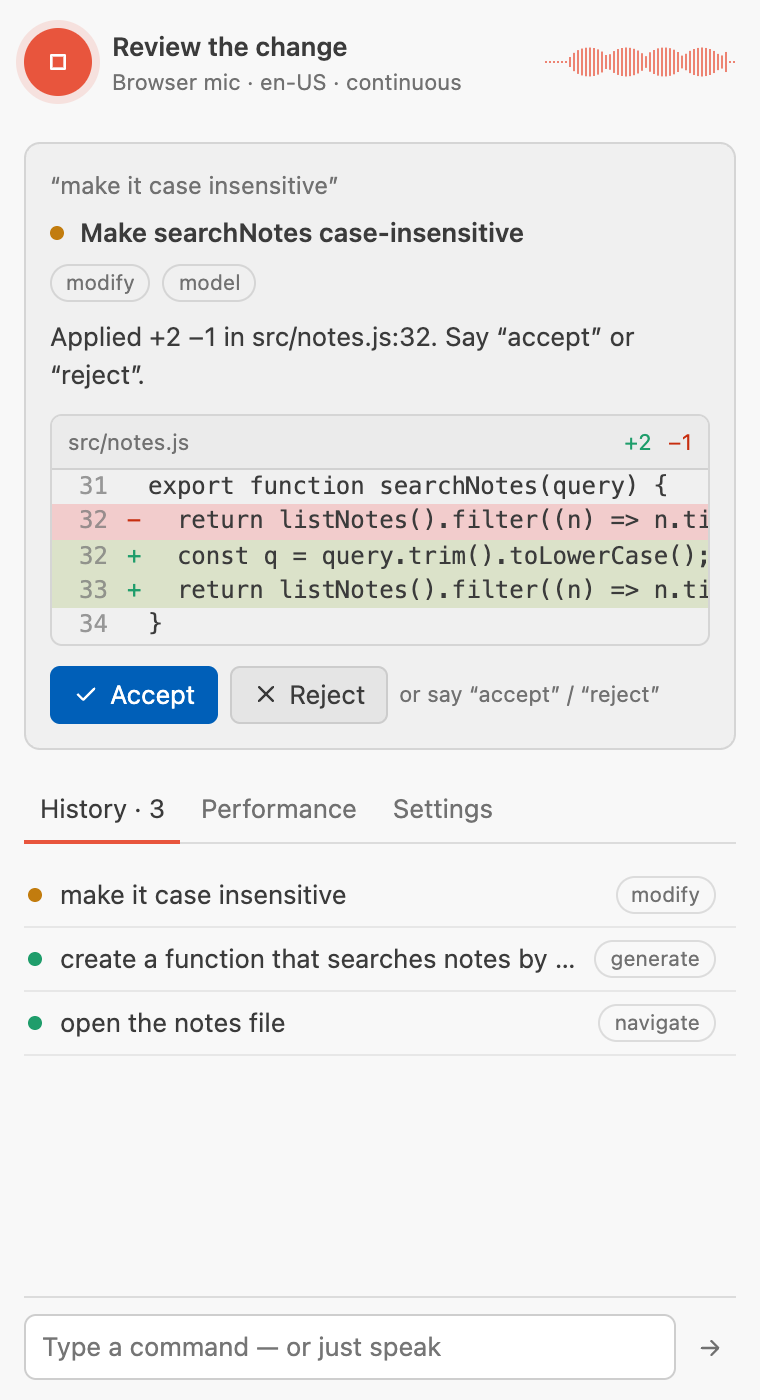 Review the change
Browser mic · en-US · continuous
“make it case insensitive”
Make searchNotes case-insensitive
modify model
Applied +2 −1 in src/notes.js:32. Say “accept” or
“reject”.
src/notes.js +2 −1
31 export function searchNotes(query) {
32 − return listNotes().filter((n) => n.ti
32 + const q = query.trim().toLowerCase();
33 + return listNotes().filter((n) => n.ti
34 }
Accept Reject or say “accept” / “reject”
History · 3 Performance Settings
make it case insensitive modify
create a function that searches notes by ... generate
open the notes file navigate
Type a command — or just speak